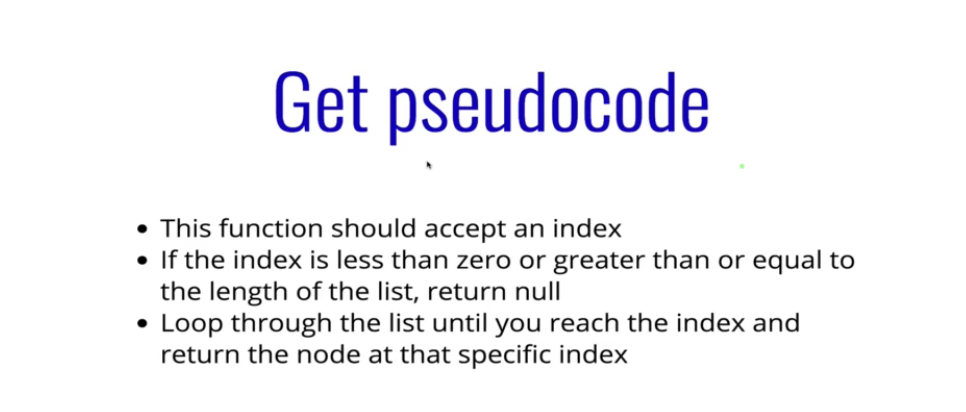 Get pseudocode
• This function should accept an index
• If the index is less than zero or greater than or equal to
the length of the list, return null
• Loop through the list until you reach the index and
return the node at that specific index